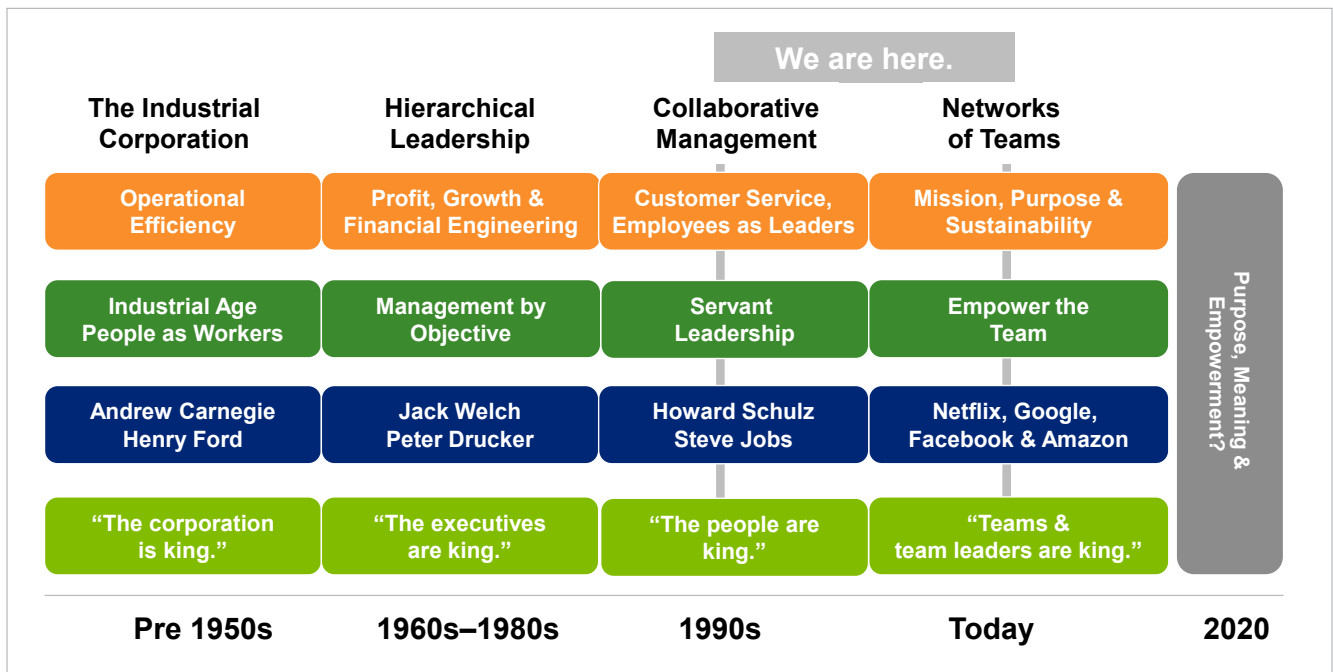 We are here.
The Industrial
Corporation
Hierarchical
Leadership
Collaborative
Management
Networks
of Teams
Operational
Efficiency
Profit, Growth &
Financial Engineering
Customer Service,
Employees as Leaders
Mission, Purpose &
Sustainability
Industrial Age
People as Workers
Management by
Objective
Servant
Leadership
Empower the
Team
Andrew Carnegie
Henry Ford
Jack Welch
Peter Drucker
Howard Schulz
Steve Jobs
Netflix, Google,
Facebook & Amazon
“The corporation
is king.”
“The executives
are king.”
“The people are
king.”
“Teams &
team leaders are king.”
Purpose, Meaning &
Empowerment?
Pre 1950s
1960s–1980s
1990s
Today
2020